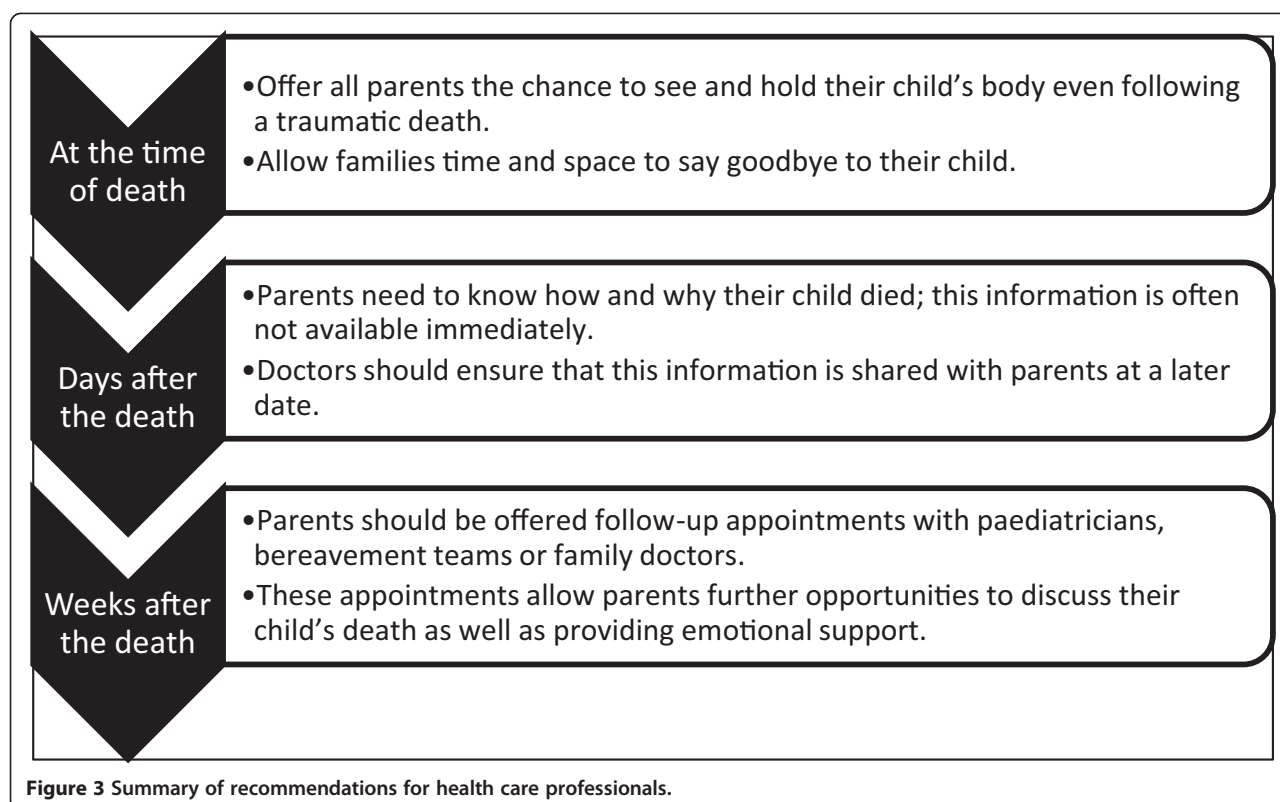 At the time
of death
•Offer all parents the chance to see and hold their child’s body even following
a traumatic death.
•Allow families time and space to say goodbye to their child.
Days after
the death
•Parents need to know how and why their child died; this information is often
not available immediately.
•Doctors should ensure that this information is shared with parents at a later
date.
Weeks after
the death
•Parents should be offered follow-up appointments with paediatricians,
bereavement teams or family doctors.
•These appointments allow parents further opportunities to discuss their
child’s death as well as providing emotional support.
Figure 3 Summary of recommendations for health care professionals.